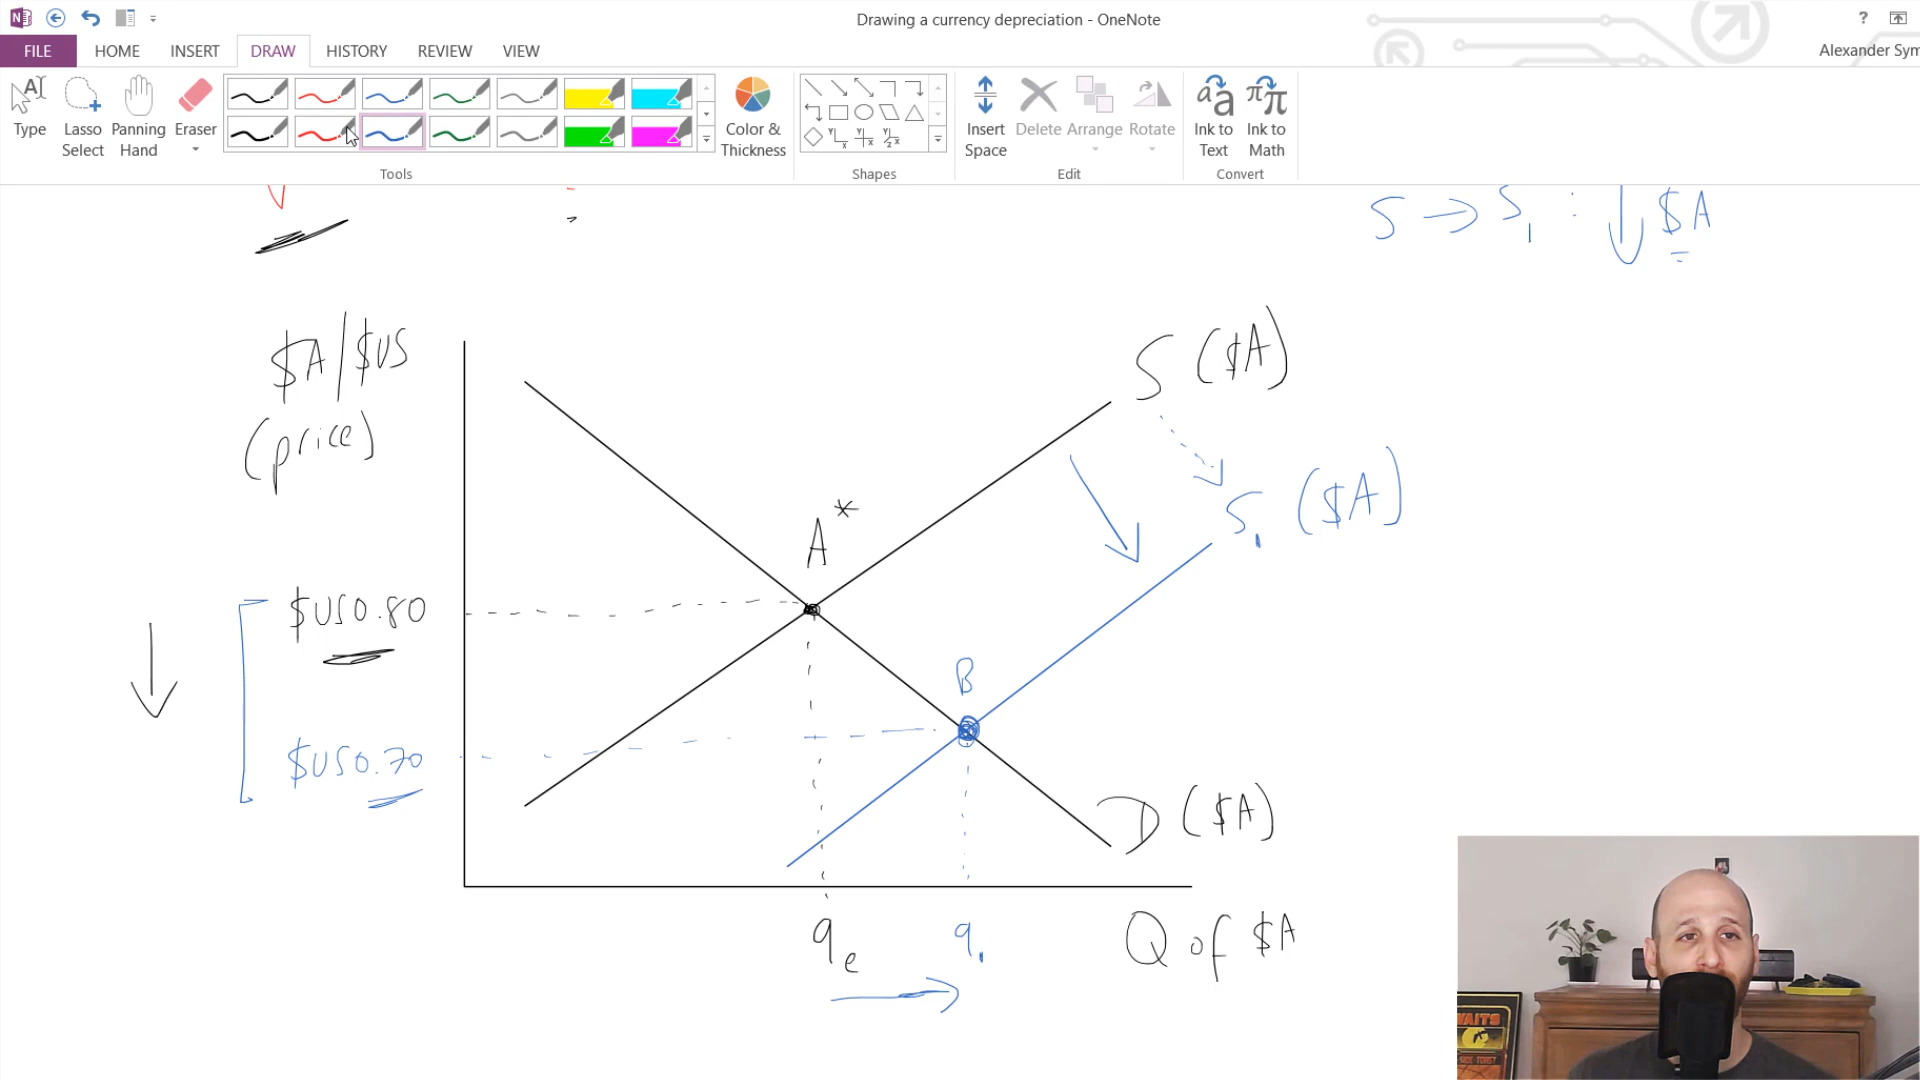 Drawing a currency depreciation - OneNote
?
FILE HOME INSERT DRAW HISTORY REVIEW VIEW
Alexander Sym
Type
Lasso Select
Panning Hand
Eraser
Color & Thickness
Insert Space
Delete
Arrange
Rotate
Ink to Text
Ink to Math
Tools Shapes Edit Convert
S → S1 : ↓ $A
$A/$US
(price)
S ($A)
S1 ($A)
A*
$US0.80
B
$US0.70
D ($A)
qe q1 Q of $A
WAITS